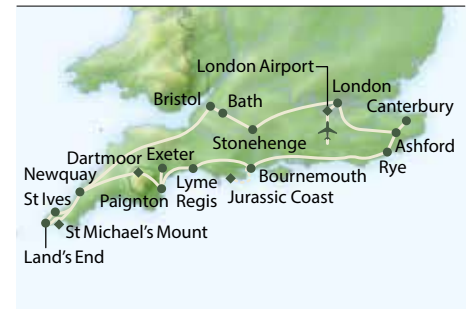 London Airport
London
Bristol
Bath
Canterbury
Stonehenge
Ashford
Dartmoor
Exeter
Rye
Newquay
Lyme
Regis
Bournemouth
St Ives
Paignton
Jurassic Coast
St Michael's Mount
Land's End